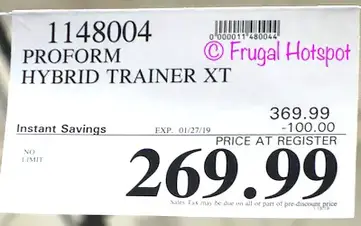 1148004
000011480044
© Frugal Hotspot
PROFORM
HYBRID TRAINER XT
369.99
Instant Savings EXP. 01/27/19 -100.00
PRICE AT REGISTER
NO
LIMIT
269.99
Sales Tax may be due on all or part of pre-discount price